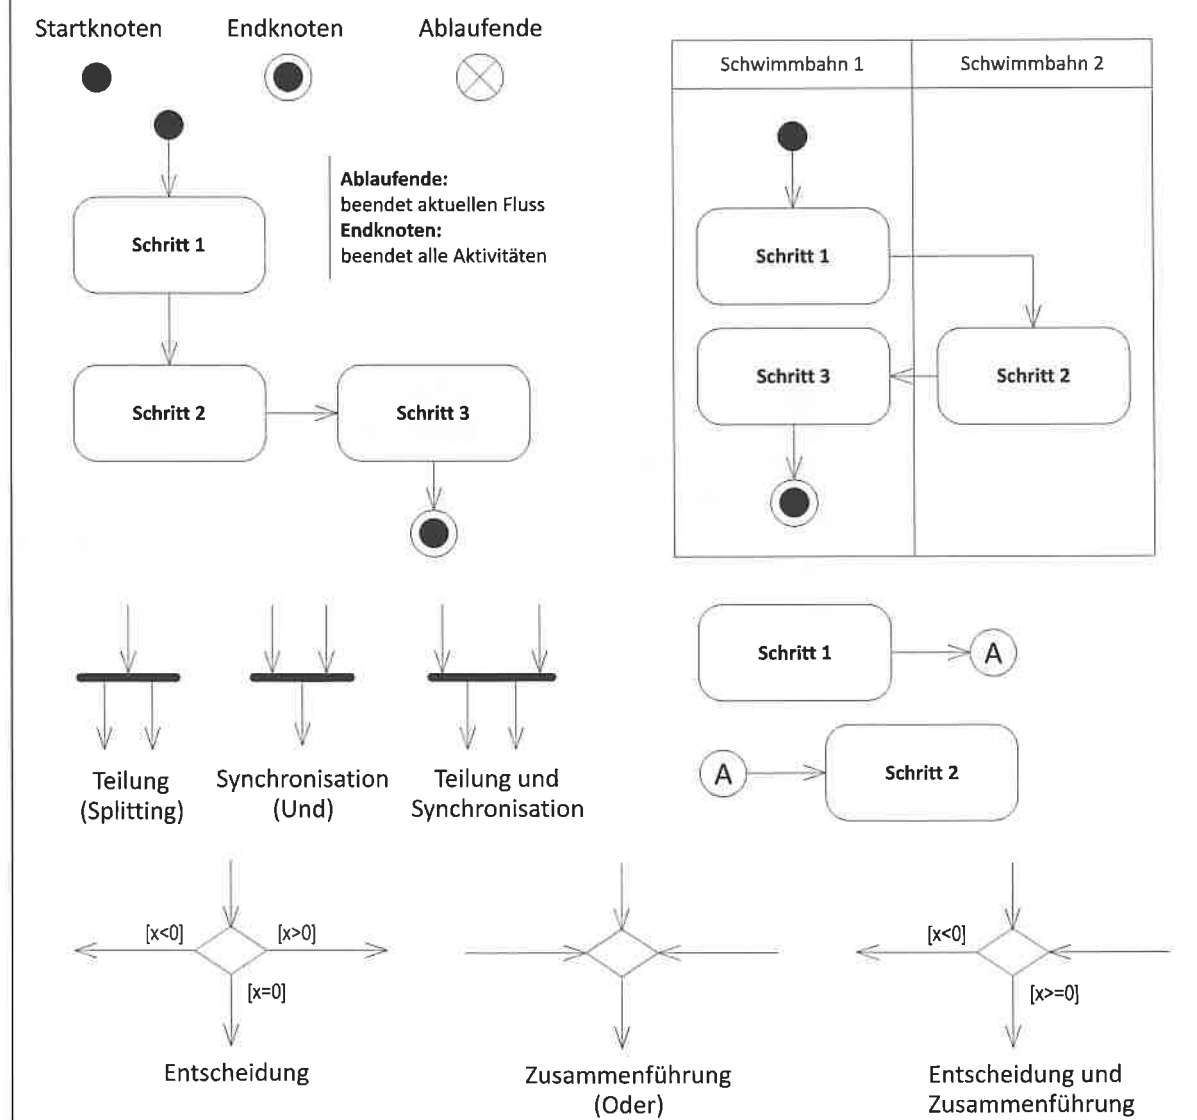 Startknoten
Endknoten
Ablaufende
Ablaufende:
beendet aktuellen Fluss
Endknoten:
beendet alle Aktivitäten
Schritt 1
Schritt 2
Schritt 3
Schwimmbahn 1
Schwimmbahn 2
Schritt 1
Schritt 3
Schritt 2
Teilung
(Splitting)
Synchronisation
(Und)
Teilung und
Synchronisation
Schritt 1
A
A
Schritt 2
[x<0]
[x>0]
[x=0]
Entscheidung
Zusammenführung
(Oder)
[x<0]
[x>=0]
Entscheidung und
Zusammenführung